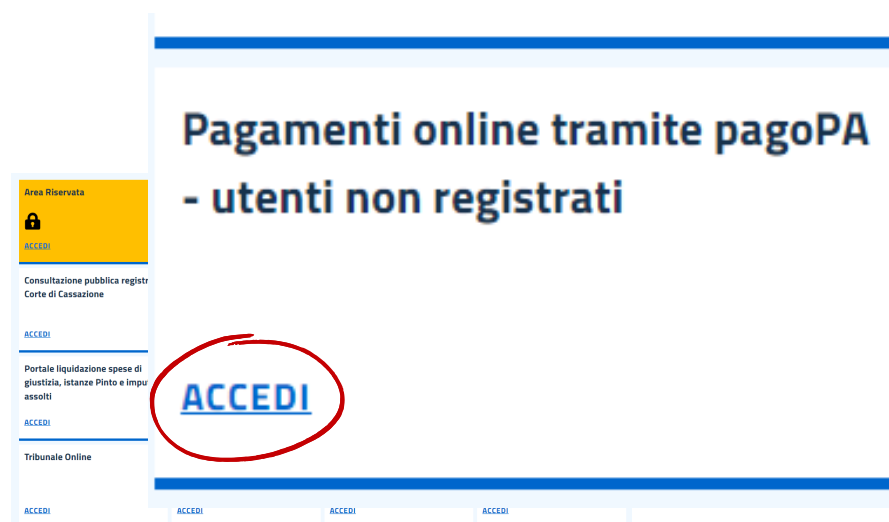 Pagamenti online tramite pagoPA
- utenti non registrati
ACCEDI
Area Riservata
ACCEDI
Consultazione pubblica registr
Corte di Cassazione
ACCEDI
Portale liquidazione spese di
giustizia, istanze Pinto e impu
assolti
ACCEDI
Tribunale Online
ACCEDI
ACCEDI
ACCEDI
ACCEDI